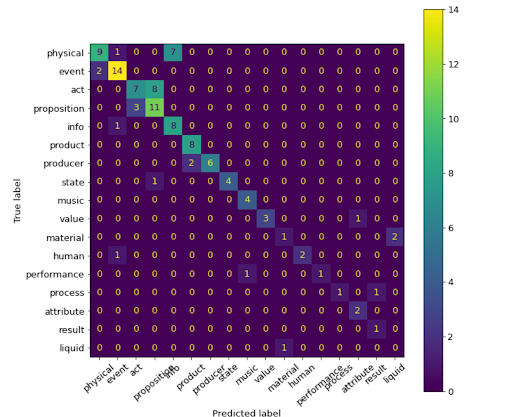 physical 9 1 0 0 7 0 0 0 0 0 0 0 0 0 0 0 0
event 2 14 0 0 0 0 0 0 0 0 0 0 0 0 0 0 0
act 0 0 7 8 0 0 0 0 0 0 0 0 0 0 0 0 0
proposition 0 0 3 11 0 0 0 0 0 0 0 0 0 0 0 0 0
info 0 1 0 0 8 0 0 0 0 0 0 0 0 0 0 0 0
product 0 0 0 0 0 8 0 0 0 0 0 0 0 0 0 0 0
producer 0 0 0 0 0 2 6 0 0 0 0 0 0 0 0 0 0
state 0 0 0 1 0 0 0 4 0 0 0 0 0 0 0 0 0
music 0 0 0 0 0 0 0 0 4 0 0 0 0 0 0 0 0
value 0 0 0 0 0 0 0 0 0 3 0 0 0 0 1 0 0
material 0 0 0 0 0 0 0 0 0 0 1 0 0 0 0 0 2
human 0 1 0 0 0 0 0 0 0 0 0 2 0 0 0 0 0
performance 0 0 0 0 0 0 0 0 1 0 0 0 1 0 0 0 0
process 0 0 0 0 0 0 0 0 0 0 0 0 0 1 0 1 0
attribute 0 0 0 0 0 0 0 0 0 0 0 0 0 0 2 0 0
result 0 0 0 0 0 0 0 0 0 0 0 0 0 0 0 1 0
liquid 0 0 0 0 0 0 0 0 0 0 1 0 0 0 0 0 0
physical event act proposition info product producer state music value material human performance process attribute result liquid
True label
Predicted label
14
12
10
8
6
4
2
0